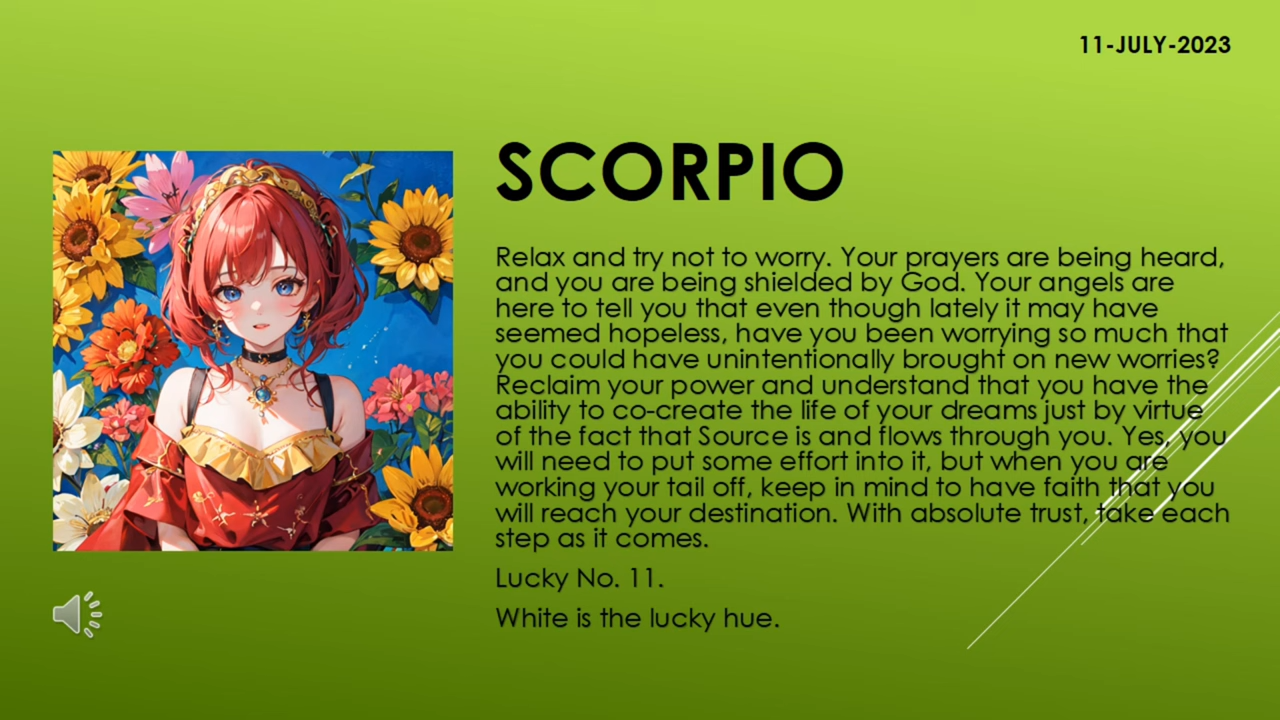 11-JULY-2023
SCORPIO
Relax and try not to worry. Your prayers are being heard,
and you are being shielded by God. Your angels are
here to tell you that even though lately it may have
seemed hopeless, have you been worrying so much that
you could have unintentionally brought on new worries?
Reclaim your power and understand that you have the
ability to co-create the life of your dreams just by virtue
of the fact that Source is and flows through you. Yes, you
will need to put some effort into it, but when you are
working your tail off, keep in mind to have faith that you
will reach your destination. With absolute trust, take each
step as it comes.
Lucky No. 11.
White is the lucky hue.